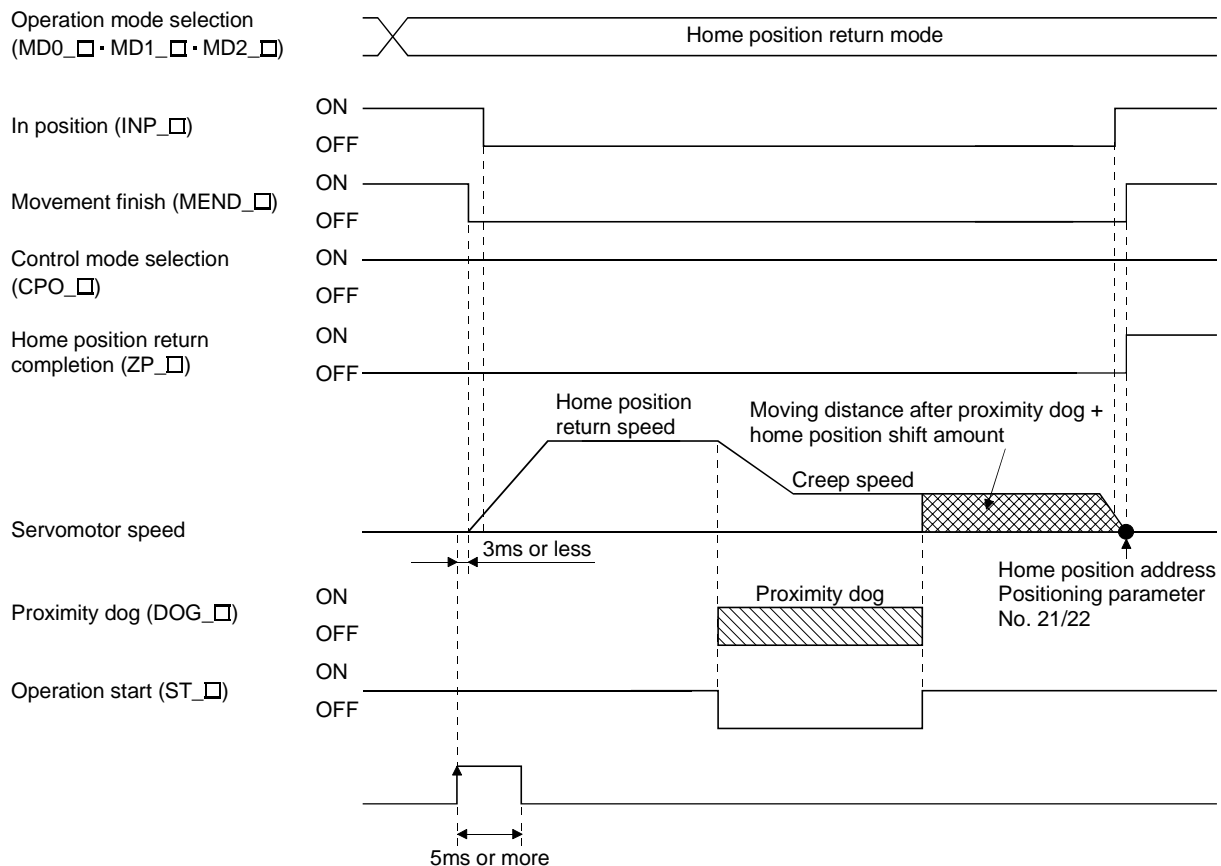 Operation mode selection
(MD0_□・MD1_□・MD2_□)
Home position return mode
In position (INP_□)
ON
OFF
Movement finish (MEND_□)
ON
OFF
Control mode selection
(CPO_□)
ON
OFF
Home position return
completion (ZP_□)
ON
OFF
Home position
return speed
Moving distance after proximity dog +
home position shift amount
Creep speed
Servomotor speed
3ms or less
Home position address
Positioning parameter
No. 21/22
Proximity dog (DOG_□)
ON
OFF
Proximity dog
Operation start (ST_□)
ON
OFF
5ms or more